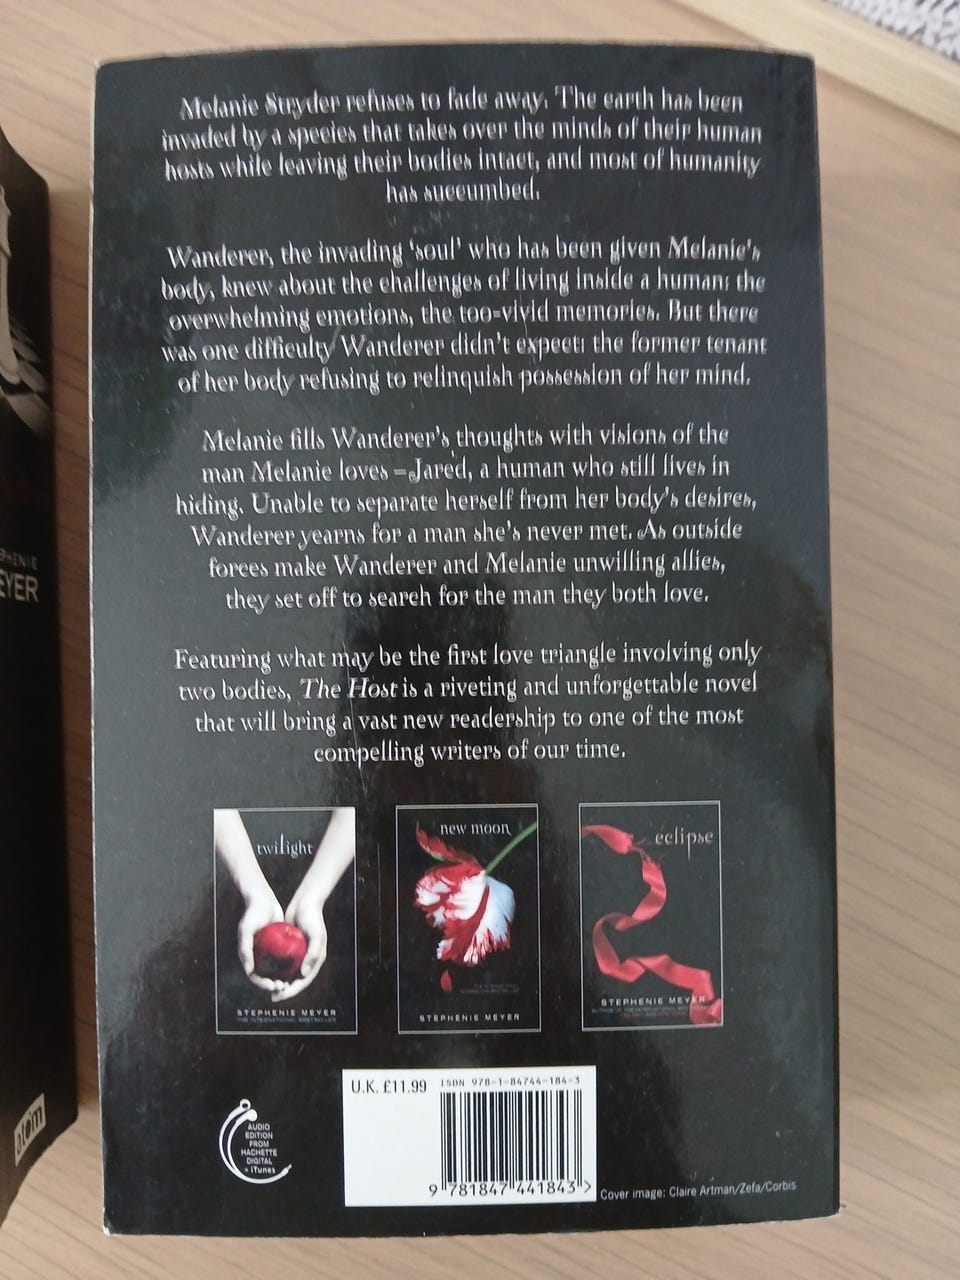 Melanie Stryder refuses to fade away. The earth has been
invaded by a species that takes over the minds of their human
hosts while leaving their bodies intact, and most of humanity
has succumbed.
Wanderer, the invading 'soul' who has been given Melanie's
body, knew about the challenges of living inside a human: the
overwhelming emotions, the too-vivid memories. But there
was one difficulty Wanderer didn't expect: the former tenant
of her body refusing to relinquish possession of her mind.
Melanie fills Wanderer's thoughts with visions of the
man Melanie loves – Jared, a human who still lives in
hiding. Unable to separate herself from her body's desires,
Wanderer yearns for a man she's never met. As outside
forces make Wanderer and Melanie unwilling allies,
they set off to search for the man they both love.
Featuring what may be the first love triangle involving only
two bodies, The Host is a riveting and unforgettable novel
that will bring a vast new readership to one of the most
compelling writers of our time.
twilight
STEPHENIE MEYER
THE INTERNATIONAL BESTSELLER
new moon
STEPHENIE MEYER
eclipse
STEPHENIE MEYER
AUDIO
EDITION
FROM
HACHETTE
DIGITAL
+ iTunes
U.K. £11.99
ISBN 978-1-84744-184-3
9 781847 441843 >
Cover image: Claire Artman/Zefa/Corbis
EYER
atom